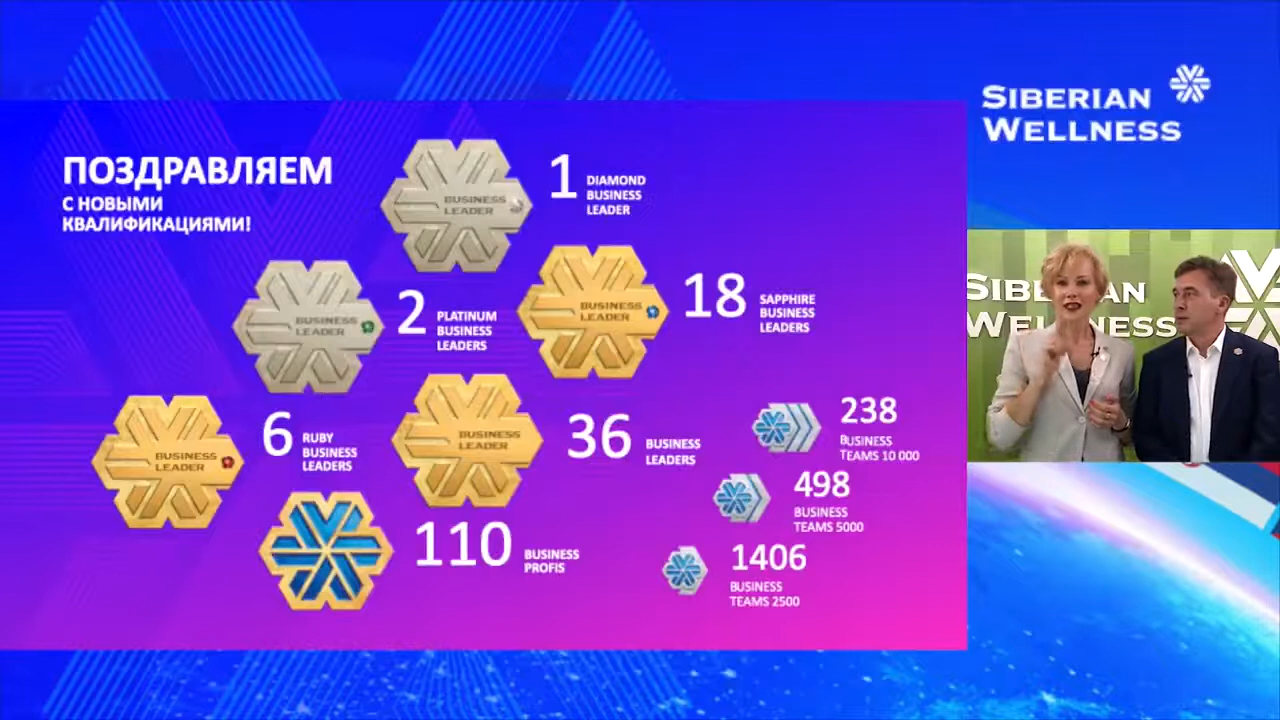 ПОЗДРАВЛЯЕМ
С НОВЫМИ
КВАЛИФИКАЦИЯМИ!
BUSINESS
LEADER
1
DIAMOND
BUSINESS
LEADER
BUSINESS
LEADER
2
PLATINUM
BUSINESS
LEADERS
BUSINESS
LEADER
18
SAPPHIRE
BUSINESS
LEADERS
BUSINESS
LEADER
6
RUBY
BUSINESS
LEADERS
BUSINESS
LEADER
36
BUSINESS
LEADERS
110
BUSINESS
PROFIS
238
BUSINESS
TEAMS 10 000
498
BUSINESS
TEAMS 5000
1406
BUSINESS
TEAMS 2500
SIBERIAN
WELLNESS